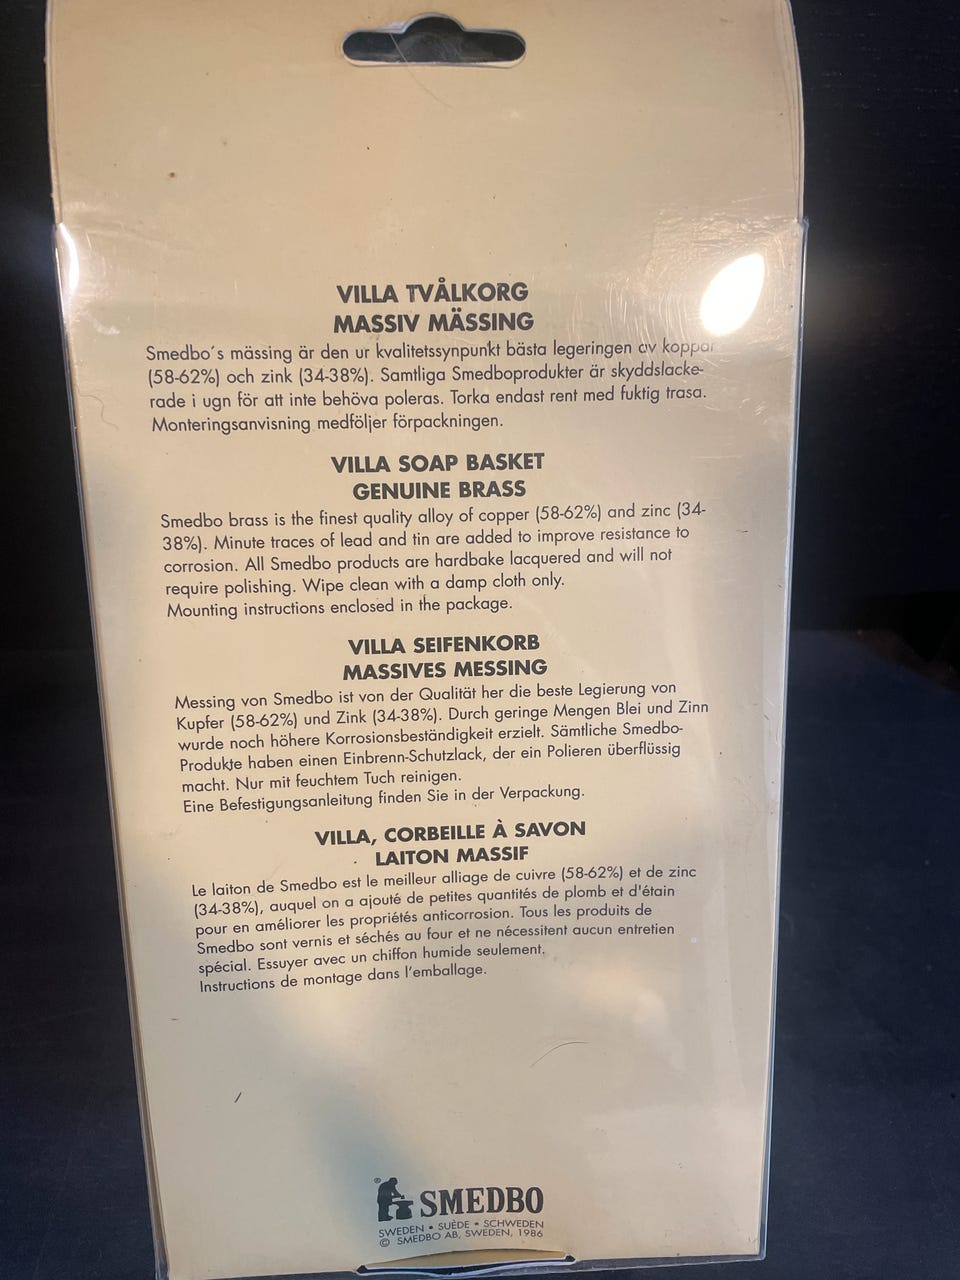 VILLA TVÅLKORG
MASSIV MÄSSING
Smedbo´s mässing är den ur kvalitetssynpunkt bästa legeringen av koppar
(58-62%) och zink (34-38%). Samtliga Smedboprodukter är skyddslacke-
rade i ugn för att inte behöva poleras. Torka endast rent med fuktig trasa.
Monteringsanvisning medföljer förpackningen.
VILLA SOAP BASKET
GENUINE BRASS
Smedbo brass is the finest quality alloy of copper (58-62%) and zinc (34-
38%). Minute traces of lead and tin are added to improve resistance to
corrosion. All Smedbo products are hardbake lacquered and will not
require polishing. Wipe clean with a damp cloth only.
Mounting instructions enclosed in the package.
VILLA SEIFENKORB
MASSIVES MESSING
Messing von Smedbo ist von der Qualität her die beste Legierung von
Kupfer (58-62%) und Zink (34-38%). Durch geringe Mengen Blei und Zinn
wurde noch höhere Korrosionsbeständigkeit erzielt. Sämtliche Smedbo-
Produkte haben einen Einbrenn-Schutzlack, der ein Polieren überflüssig
macht. Nur mit feuchtem Tuch reinigen.
Eine Befestigungsanleitung finden Sie in der Verpackung.
VILLA, CORBEILLE À SAVON
LAITON MASSIF
Le laiton de Smedbo est le meilleur alliage de cuivre (58-62%) et de zinc
(34-38%), auquel on a ajouté de petites quantités de plomb et d'étain
pour en améliorer les propriétés anticorrosion. Tous les produits de
Smedbo sont vernis et séchés au four et ne nécessitent aucun entretien
spécial. Essuyer avec un chiffon humide seulement.
Instructions de montage dans l'emballage.
® SMEDBO
SWEDEN • SUÈDE • SCHWEDEN
© SMEDBO AB, SWEDEN, 1986